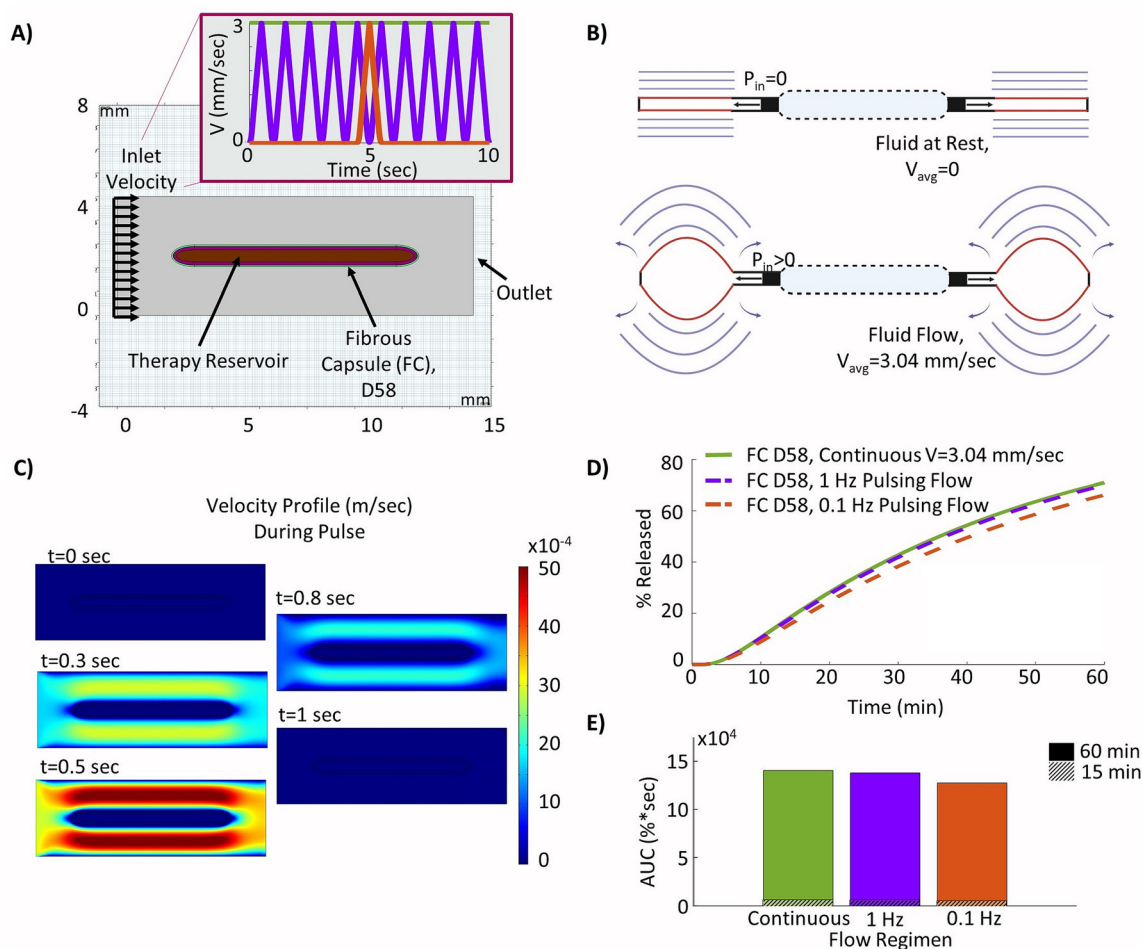 A)
3
V (mm/sec)
0
0
5
10
Time (sec)
8
mm
Inlet
Velocity
4
0
-4
Therapy Reservoir
Fibrous
Capsule (FC),
D58
Outlet
mm
0
5
10
15
B)
P_in=0
Fluid at Rest,
V_avg=0
P_in>0
Fluid Flow,
V_avg=3.04 mm/sec
C)
Velocity Profile (m/sec)
During Pulse
t=0 sec
t=0.3 sec
t=0.5 sec
t=0.8 sec
t=1 sec
x10⁻⁴
50
40
30
20
10
0
D)
FC D58, Continuous V=3.04 mm/sec
FC D58, 1 Hz Pulsing Flow
FC D58, 0.1 Hz Pulsing Flow
80
60
40
20
0
% Released
0 10 20 30 40 50 60
Time (min)
E)
x10⁴
15
10
5
0
AUC (%*sec)
60 min
15 min
Continuous 1 Hz 0.1 Hz
Flow Regimen